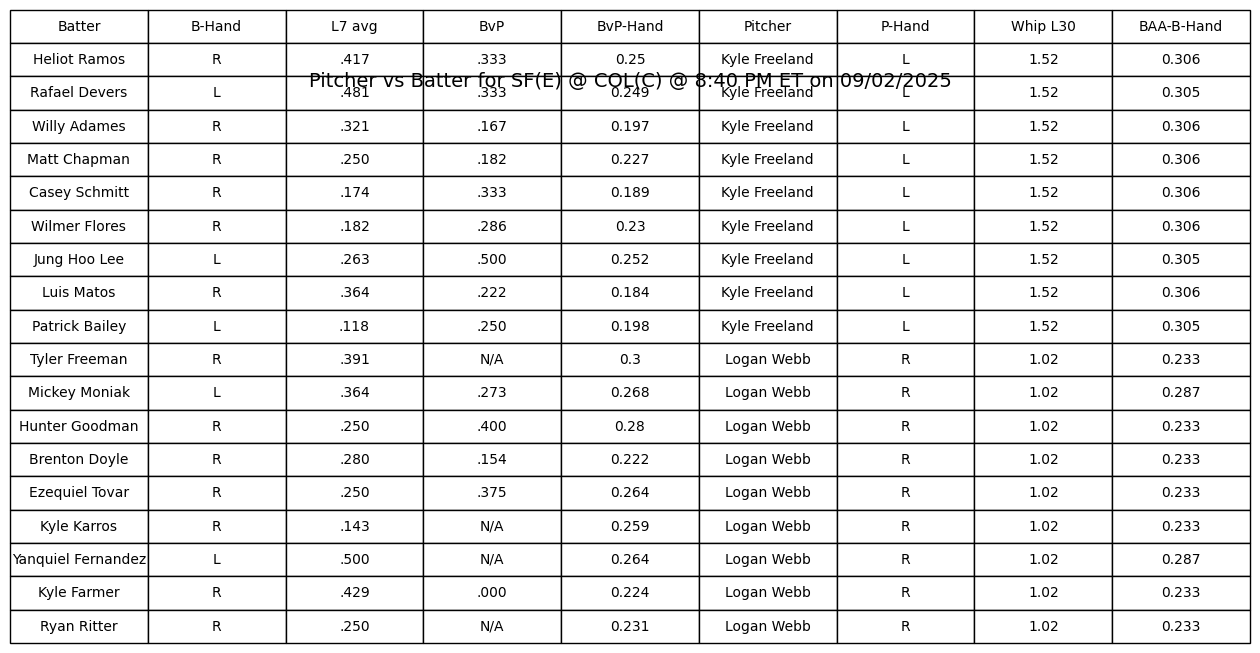 Batter B-Hand L7 avg BvP BvP-Hand Pitcher P-Hand Whip L30 BAA-B-Hand
Heliot Ramos R .417 .333 0.25 Kyle Freeland L 1.52 0.306
Pitcher vs Batter for SF(E) @ COL(C) @ 8:40 PM ET on 09/02/2025
Rafael Devers L .481 .333 0.249 Kyle Freeland L 1.52 0.305
Willy Adames R .321 .167 0.197 Kyle Freeland L 1.52 0.306
Matt Chapman R .250 .182 0.227 Kyle Freeland L 1.52 0.306
Casey Schmitt R .174 .333 0.189 Kyle Freeland L 1.52 0.306
Wilmer Flores R .182 .286 0.23 Kyle Freeland L 1.52 0.306
Jung Hoo Lee L .263 .500 0.252 Kyle Freeland L 1.52 0.305
Luis Matos R .364 .222 0.184 Kyle Freeland L 1.52 0.306
Patrick Bailey L .118 .250 0.198 Kyle Freeland L 1.52 0.305
Tyler Freeman R .391 N/A 0.3 Logan Webb R 1.02 0.233
Mickey Moniak L .364 .273 0.268 Logan Webb R 1.02 0.287
Hunter Goodman R .250 .400 0.28 Logan Webb R 1.02 0.233
Brenton Doyle R .280 .154 0.222 Logan Webb R 1.02 0.233
Ezequiel Tovar R .250 .375 0.264 Logan Webb R 1.02 0.233
Kyle Karros R .143 N/A 0.259 Logan Webb R 1.02 0.233
Yanquiel Fernandez L .500 N/A 0.264 Logan Webb R 1.02 0.287
Kyle Farmer R .429 .000 0.224 Logan Webb R 1.02 0.233
Ryan Ritter R .250 N/A 0.231 Logan Webb R 1.02 0.233